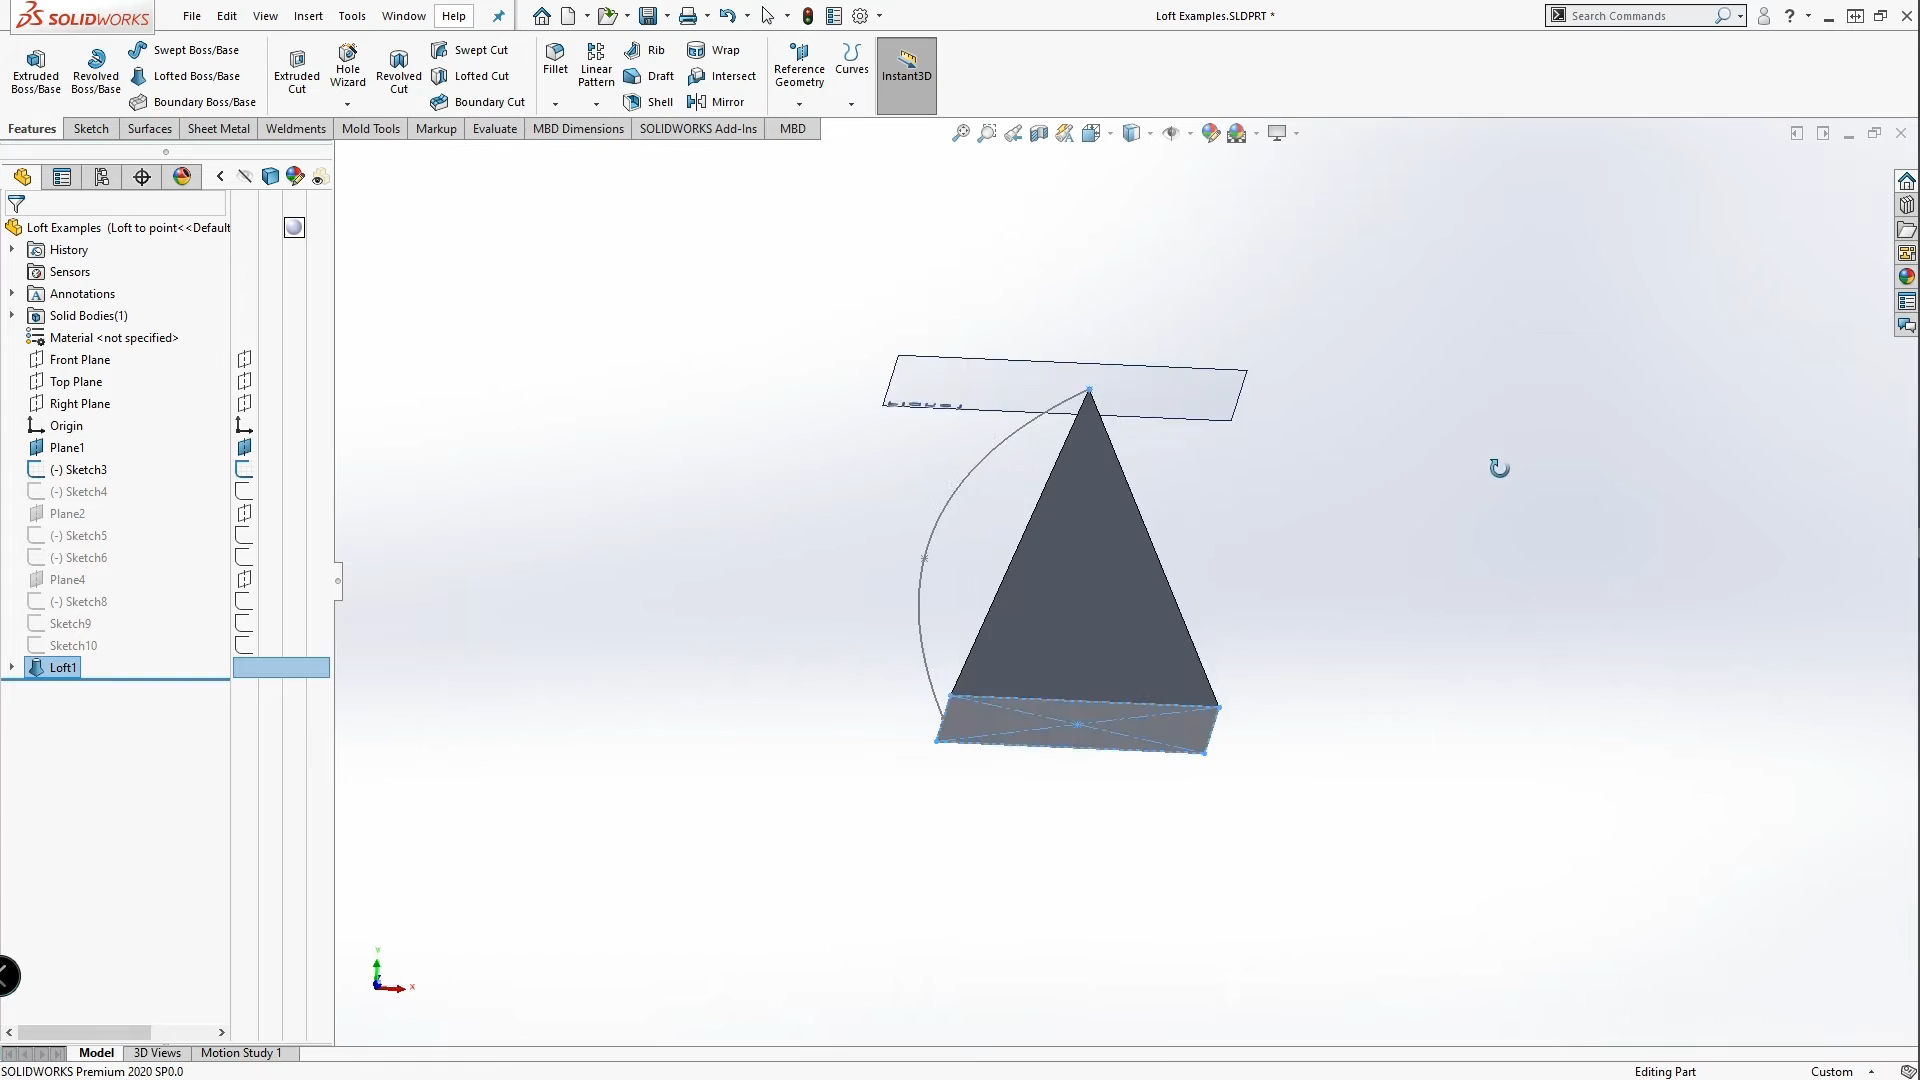 SOLIDWORKS
File Edit View Insert Tools Window Help
Loft Examples.SLDPRT *
Search Commands
Extruded Boss/Base
Revolved Boss/Base
Swept Boss/Base
Lofted Boss/Base
Boundary Boss/Base
Extruded Cut
Hole Wizard
Revolved Cut
Swept Cut
Lofted Cut
Boundary Cut
Fillet
Linear Pattern
Rib
Draft
Shell
Wrap
Intersect
Mirror
Reference Geometry
Curves
Instant3D
Features Sketch Surfaces Sheet Metal Weldments Mold Tools Markup Evaluate MBD Dimensions SOLIDWORKS Add-Ins MBD
Loft Examples (Loft to point<<Default
History
Sensors
Annotations
Solid Bodies(1)
Material <not specified>
Front Plane
Top Plane
Right Plane
Origin
Plane1
(-) Sketch3
(-) Sketch4
Plane2
(-) Sketch5
(-) Sketch6
Plane4
(-) Sketch8
Sketch9
Sketch10
Loft1
Y
X
Model 3D Views Motion Study 1
SOLIDWORKS Premium 2020 SP0.0
Editing Part
Custom